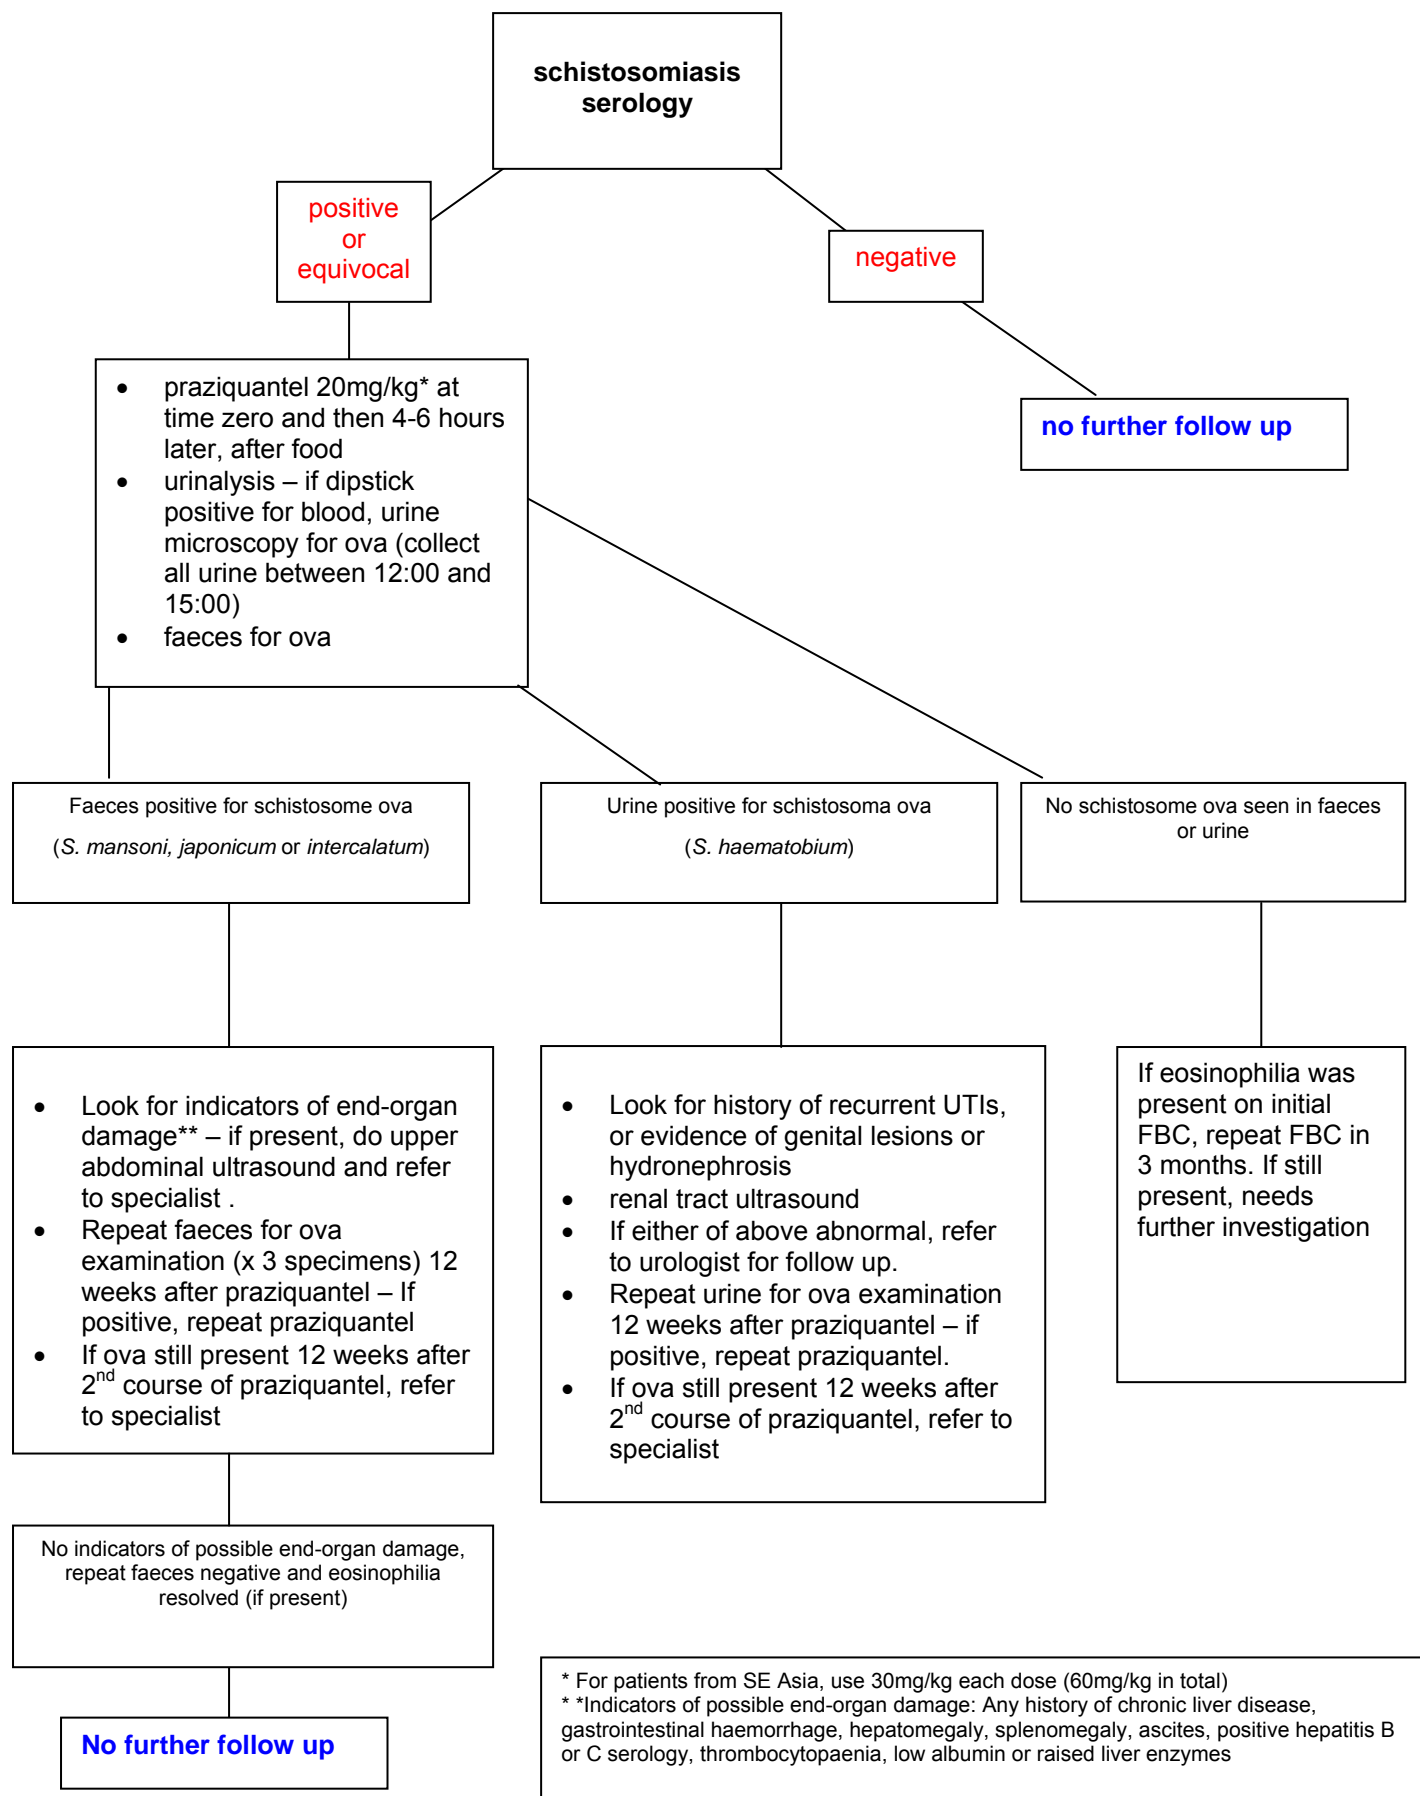 schistosomiasis
serology
positive
or
equivocal
negative
• praziquantel 20mg/kg* at
time zero and then 4-6 hours
later, after food
• urinalysis – if dipstick
positive for blood, urine
microscopy for ova (collect
all urine between 12:00 and
15:00)
• faeces for ova
no further follow up
Faeces positive for schistosome ova
(S. mansoni, japonicum or intercalatum)
Urine positive for schistosoma ova
(S. haematobium)
No schistosome ova seen in faeces
or urine
• Look for indicators of end-organ
damage** – if present, do upper
abdominal ultrasound and refer
to specialist .
• Repeat faeces for ova
examination (x 3 specimens) 12
weeks after praziquantel – If
positive, repeat praziquantel
• If ova still present 12 weeks after
2nd course of praziquantel, refer
to specialist
• Look for history of recurrent UTIs,
or evidence of genital lesions or
hydronephrosis
• renal tract ultrasound
• If either of above abnormal, refer
to urologist for follow up.
• Repeat urine for ova examination
12 weeks after praziquantel – if
positive, repeat praziquantel.
• If ova still present 12 weeks after
2nd course of praziquantel, refer to
specialist
If eosinophilia was
present on initial
FBC, repeat FBC in
3 months. If still
present, needs
further investigation
No indicators of possible end-organ damage,
repeat faeces negative and eosinophilia
resolved (if present)
No further follow up
* For patients from SE Asia, use 30mg/kg each dose (60mg/kg in total)
* *Indicators of possible end-organ damage: Any history of chronic liver disease,
gastrointestinal haemorrhage, hepatomegaly, splenomegaly, ascites, positive hepatitis B
or C serology, thrombocytopaenia, low albumin or raised liver enzymes